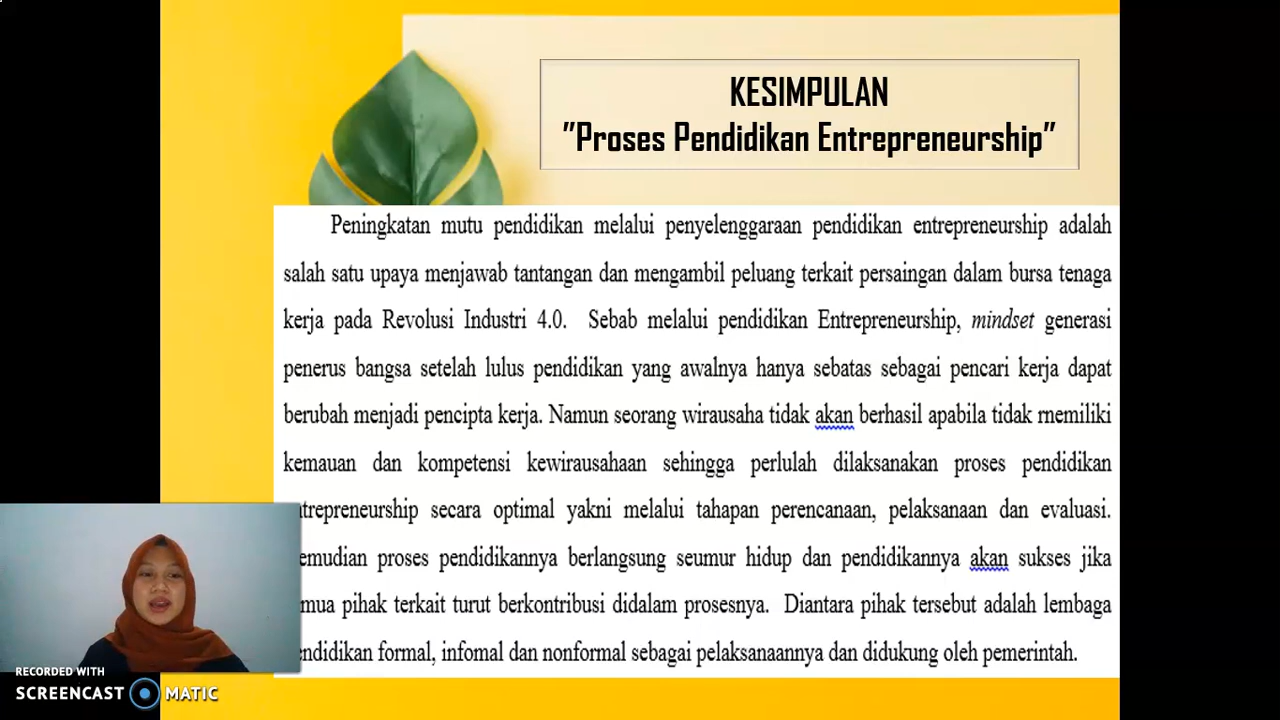 KESIMPULAN
"Proses Pendidikan Entrepreneurship"
Peningkatan mutu pendidikan melalui penyelenggaraan pendidikan entrepreneurship adalah
salah satu upaya menjawab tantangan dan mengambil peluang terkait persaingan dalam bursa tenaga
kerja pada Revolusi Industri 4.0. Sebab melalui pendidikan Entrepreneurship, mindset generasi
penerus bangsa setelah lulus pendidikan yang awalnya hanya sebatas sebagai pencari kerja dapat
berubah menjadi pencipta kerja. Namun seorang wirausaha tidak akan berhasil apabila tidak memiliki
kemauan dan kompetensi kewirausahaan sehingga perlulah dilaksanakan proses pendidikan
ntrepreneurship secara optimal yakni melalui tahapan perencanaan, pelaksanaan dan evaluasi.
emudian proses pendidikannya berlangsung seumur hidup dan pendidikannya akan sukses jika
mua pihak terkait turut berkontribusi didalam prosesnya. Diantara pihak tersebut adalah lembaga
ndidikan formal, infomal dan nonformal sebagai pelaksanaannya dan didukung oleh pemerintah.
RECORDED WITH
SCREENCAST MATIC